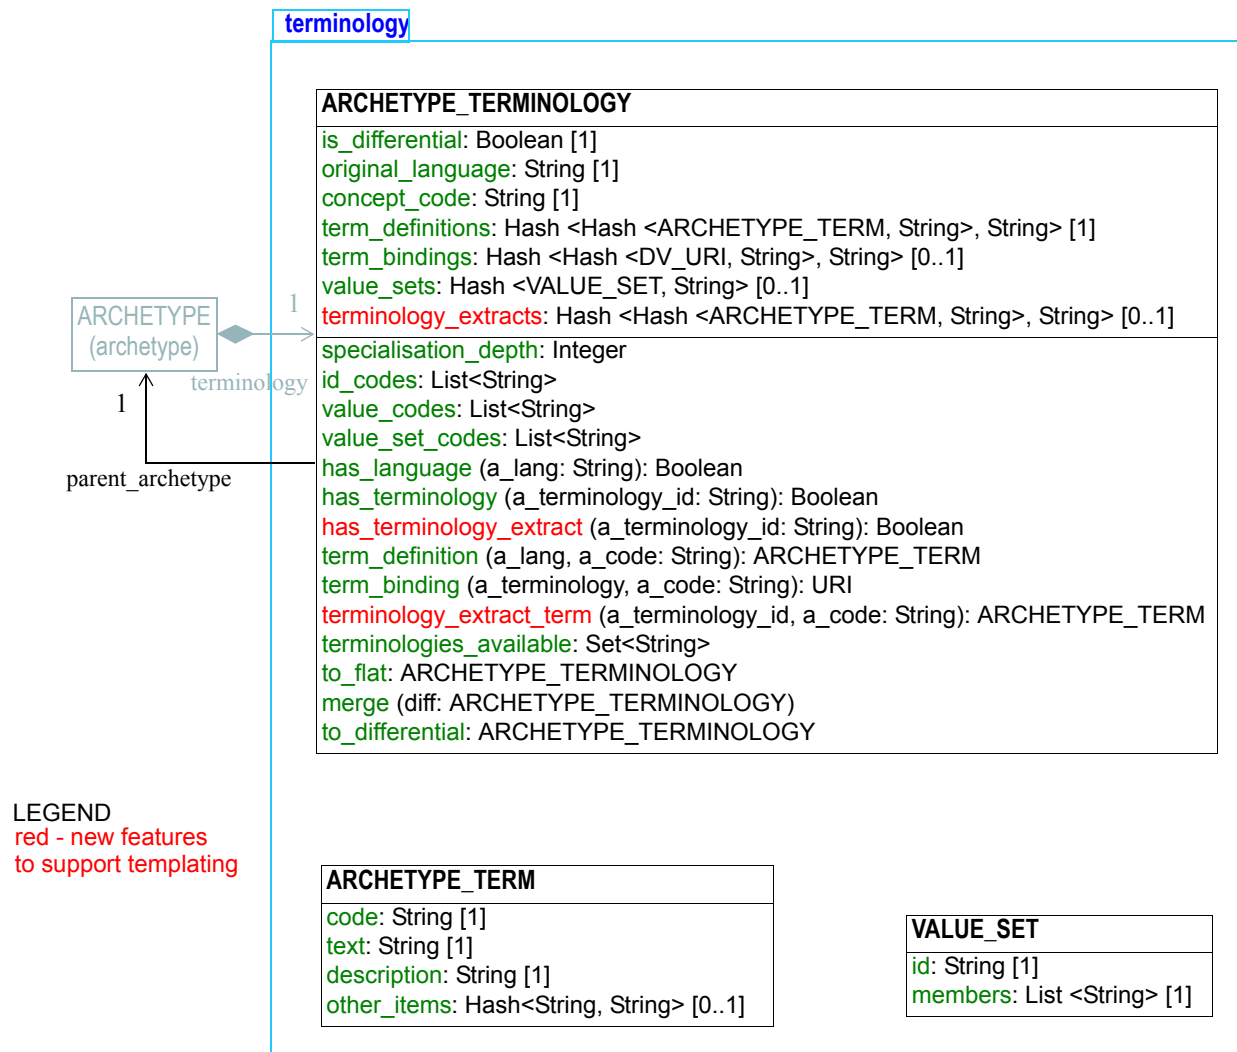 terminology
ARCHETYPE_TERMINOLOGY
is_differential: Boolean [1]
original_language: String [1]
concept_code: String [1]
term_definitions: Hash <Hash <ARCHETYPE_TERM, String>, String> [1]
term_bindings: Hash <Hash <DV_URI, String>, String> [0..1]
value_sets: Hash <VALUE_SET, String> [0..1]
terminology_extracts: Hash <Hash <ARCHETYPE_TERM, String>, String> [0..1]
ARCHETYPE
(archetype)
1
terminology
1
parent_archetype
specialisation_depth: Integer
id_codes: List<String>
value_codes: List<String>
value_set_codes: List<String>
has_language (a_lang: String): Boolean
has_terminology (a_terminology_id: String): Boolean
has_terminology_extract (a_terminology_id: String): Boolean
term_definition (a_lang, a_code: String): ARCHETYPE_TERM
term_binding (a_terminology, a_code: String): URI
terminology_extract_term (a_terminology_id, a_code: String): ARCHETYPE_TERM
terminologies_available: Set<String>
to_flat: ARCHETYPE_TERMINOLOGY
merge (diff: ARCHETYPE_TERMINOLOGY)
to_differential: ARCHETYPE_TERMINOLOGY
LEGEND
red - new features
to support templating
ARCHETYPE_TERM
code: String [1]
text: String [1]
description: String [1]
other_items: Hash<String, String> [0..1]
VALUE_SET
id: String [1]
members: List <String> [1]